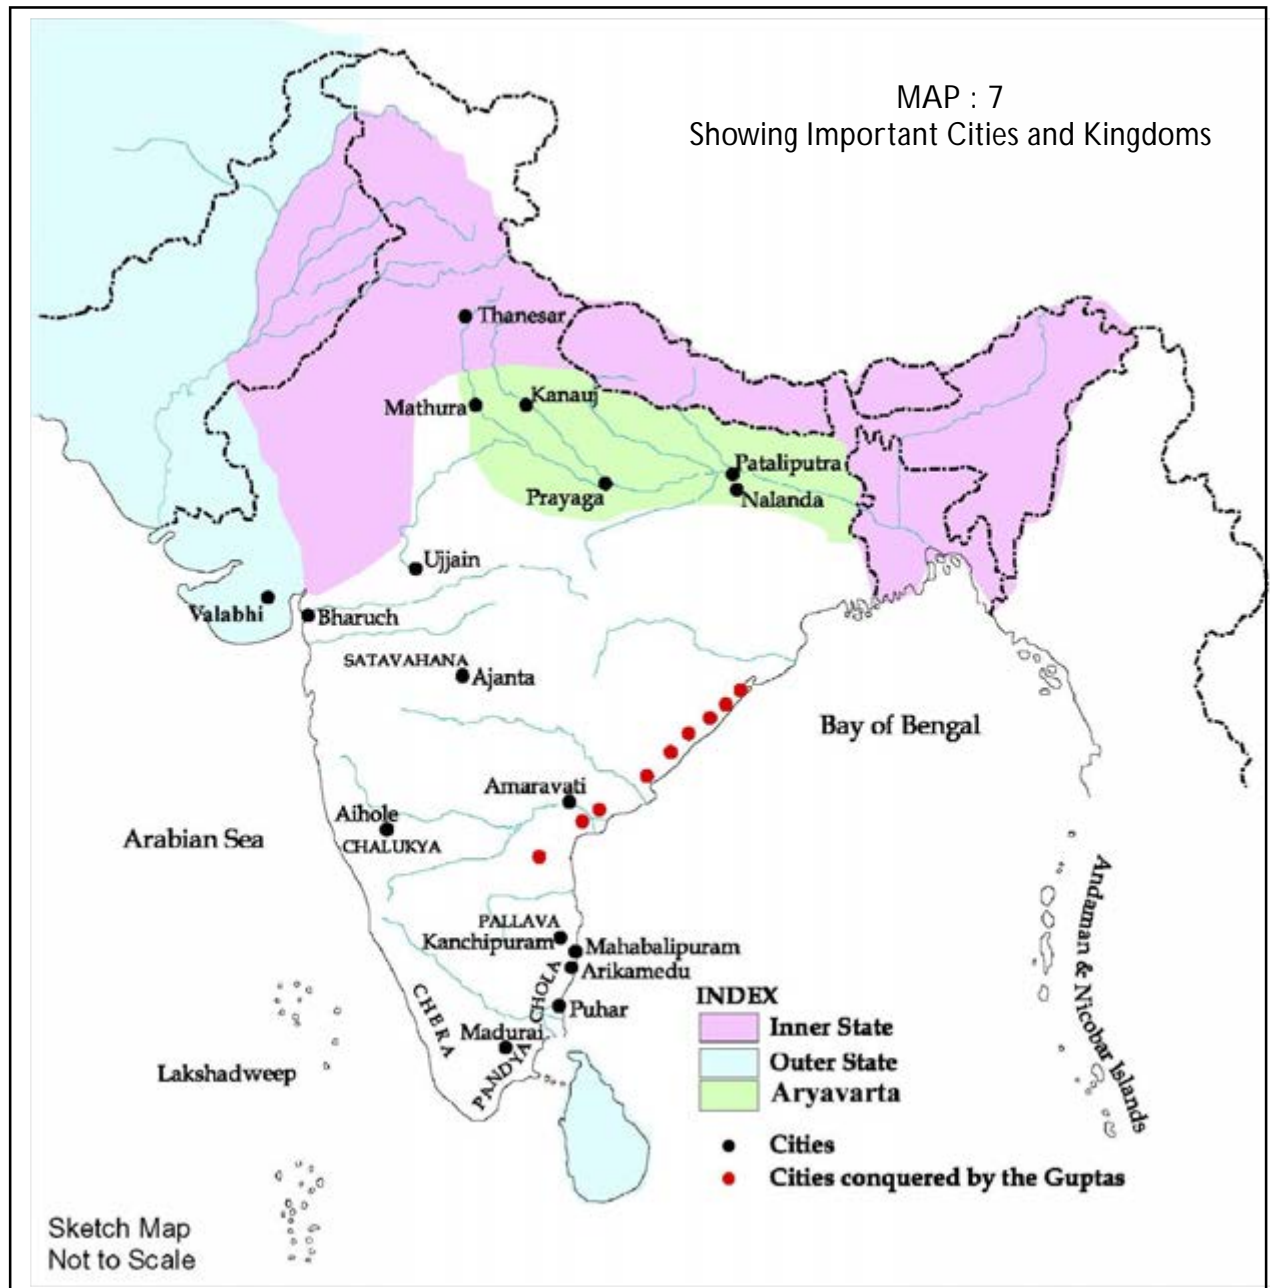 MAP : 7
Showing Important Cities and Kingdoms
Thanesar
Kanauj
Mathura
Pataliputra
Prayaga
Nalanda
Ujjain
Valabhi
Bharuch
SATAVAHANA
Ajanta
Bay of Bengal
Amaravati
Aihole
Arabian Sea
CHALUKYA
PALLAVA
Kanchipuram
Mahabalipuram
Arikamedu
CHOLA
Puhar
CHERA
Madurai
PANDYA
Lakshadweep
Andaman & Nicobar Islands
INDEX
Inner State
Outer State
Aryavarta
Cities
Cities conquered by the Guptas
Sketch Map
Not to Scale